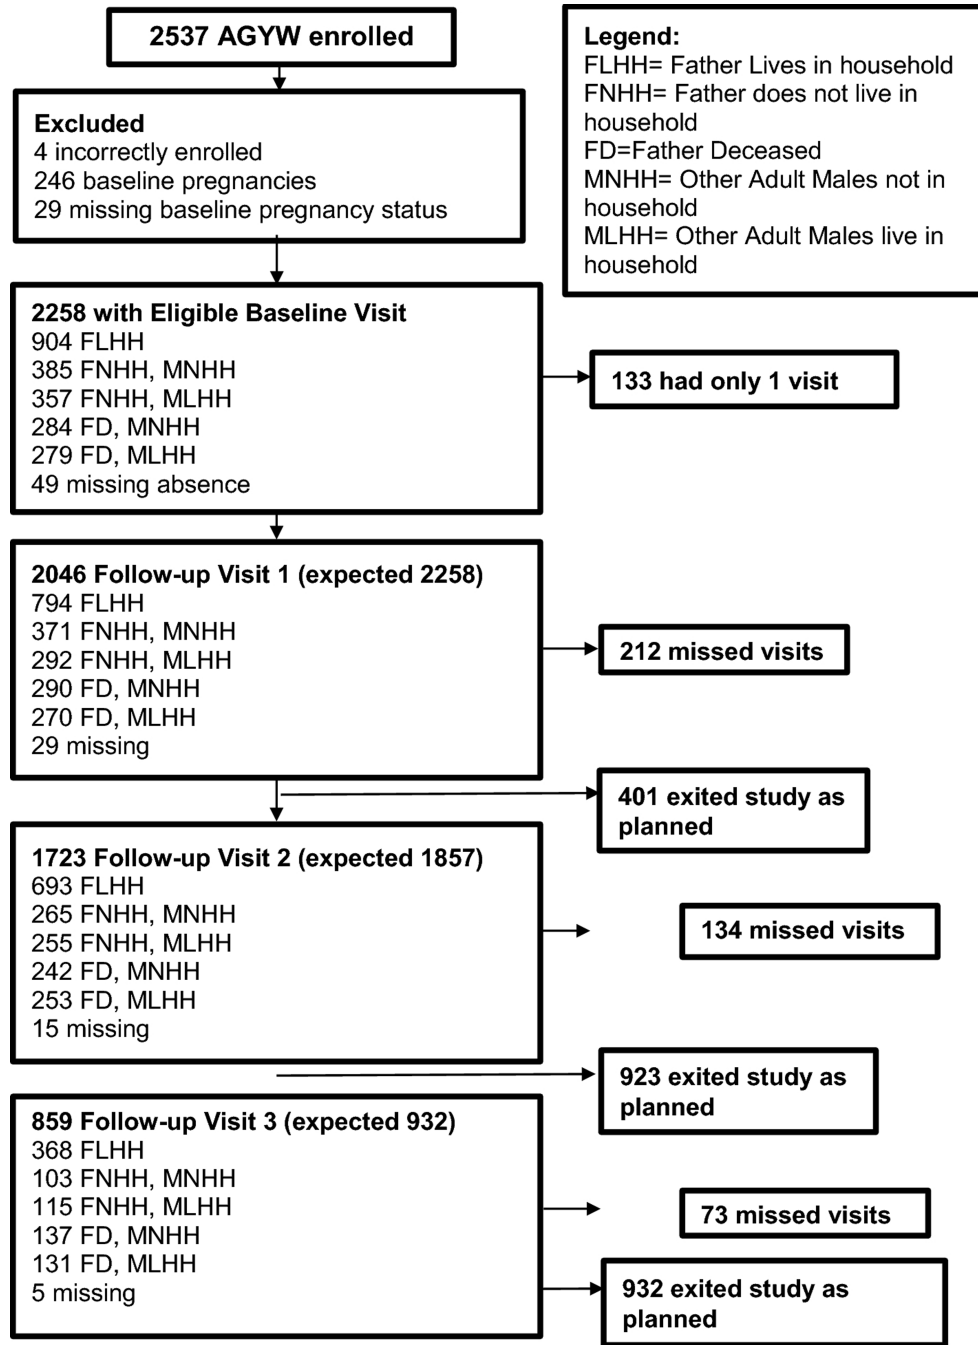 2537 AGYW enrolled
Legend:
FLHH= Father Lives in household
FNHH= Father does not live in
household
FD=Father Deceased
MNHH= Other Adult Males not in
household
MLHH= Other Adult Males live in
household
Excluded
4 incorrectly enrolled
246 baseline pregnancies
29 missing baseline pregnancy status
2258 with Eligible Baseline Visit
904 FLHH
385 FNHH, MNHH
357 FNHH, MLHH
284 FD, MNHH
279 FD, MLHH
49 missing absence
133 had only 1 visit
2046 Follow-up Visit 1 (expected 2258)
794 FLHH
371 FNHH, MNHH
292 FNHH, MLHH
290 FD, MNHH
270 FD, MLHH
29 missing
212 missed visits
401 exited study as
planned
1723 Follow-up Visit 2 (expected 1857)
693 FLHH
265 FNHH, MNHH
255 FNHH, MLHH
242 FD, MNHH
253 FD, MLHH
15 missing
134 missed visits
923 exited study as
planned
859 Follow-up Visit 3 (expected 932)
368 FLHH
103 FNHH, MNHH
115 FNHH, MLHH
137 FD, MNHH
131 FD, MLHH
5 missing
73 missed visits
932 exited study as
planned